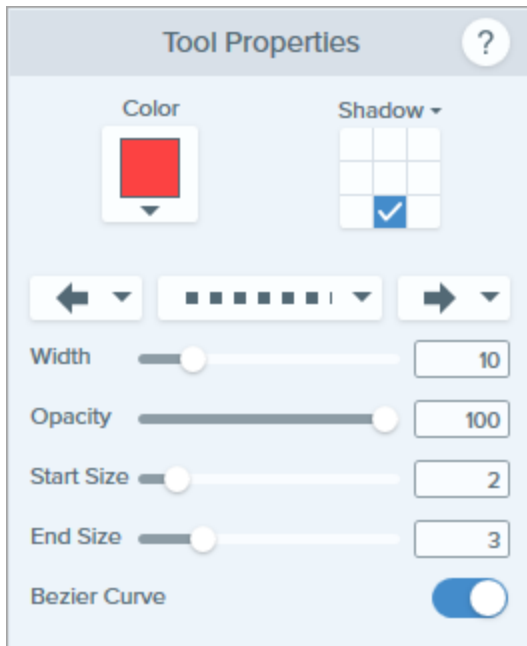 Tool Properties ?
Color
Shadow
Width 10
Opacity 100
Start Size 2
End Size 3
Bezier Curve